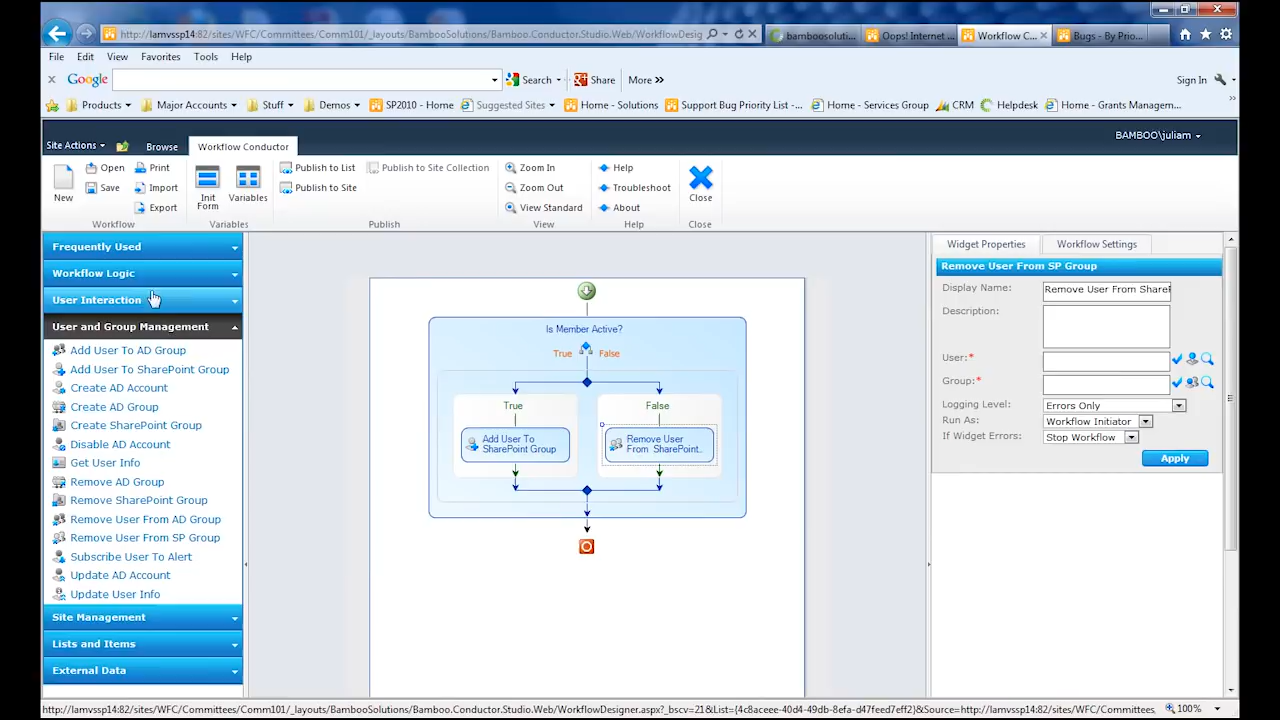 http://lamvssp14:82/sites/WFC/Committees/Comm101/_layouts/BambooSolutions/Bamboo.Conductor.Studio.Web/WorkflowDesig
bamboosoluti...
Oops! Internet ...
Workflow C...
Bugs - By Prio...
File Edit View Favorites Tools Help
Google
Search
Share
More »
Sign In
Products
Major Accounts
Stuff
Demos
SP2010 - Home
Suggested Sites
Home - Solutions
Support Bug Priority List -...
Home - Services Group
CRM
Helpdesk
Home - Grants Managem...
BAMBOO\juliam
Site Actions
Browse
Workflow Conductor
New
Open
Save
Print
Import
Export
Workflow
Init Form
Variables
Variables
Publish to List
Publish to Site
Publish to Site Collection
Publish
Zoom In
Zoom Out
View Standard
View
Help
Troubleshoot
About
Help
Close
Close
Frequently Used
Workflow Logic
User Interaction
User and Group Management
Add User To AD Group
Add User To SharePoint Group
Create AD Account
Create AD Group
Create SharePoint Group
Disable AD Account
Get User Info
Remove AD Group
Remove SharePoint Group
Remove User From AD Group
Remove User From SP Group
Subscribe User To Alert
Update AD Account
Update User Info
Site Management
Lists and Items
External Data
Is Member Active?
True False
True
False
Add User To
SharePoint Group
Remove User
From SharePoint..
Widget Properties
Workflow Settings
Remove User From SP Group
Display Name: Remove User From Share
Description:
User:*
Group:*
Logging Level: Errors Only
Run As: Workflow Initiator
If Widget Errors: Stop Workflow
Apply
http://lamvssp14:82/sites/WFC/Committees/Comm101/_layouts/BambooSolutions/Bamboo.Conductor.Studio.Web/WorkflowDesigner.aspx?_bscv=21&List={4c8aceee-40d4-49db-8efa-d47feed7eff2}&Source=http://lamvssp14:82/sites/WFC/Committees,
100%